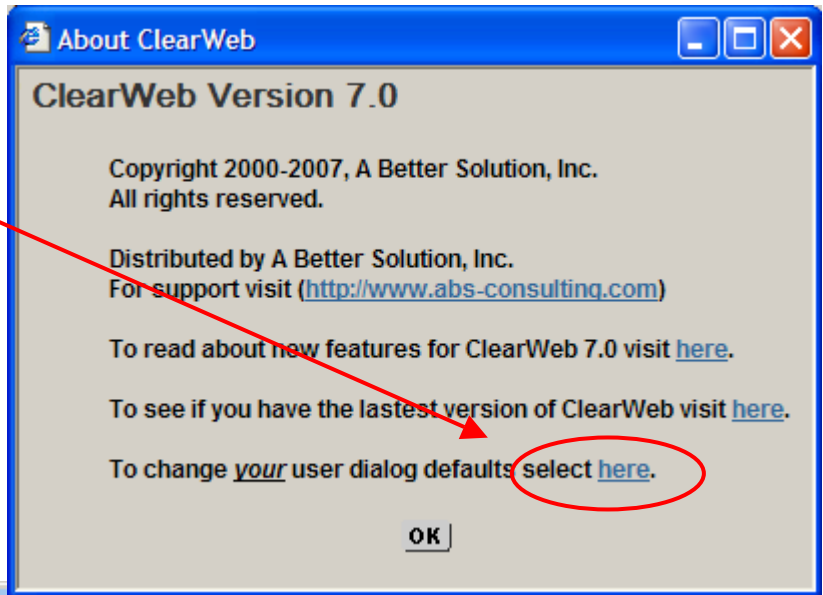 About ClearWeb
ClearWeb Version 7.0
Copyright 2000-2007, A Better Solution, Inc.
All rights reserved.
Distributed by A Better Solution, Inc.
For support visit (http://www.abs-consulting.com)
To read about new features for ClearWeb 7.0 visit here.
To see if you have the lastest version of ClearWeb visit here.
To change your user dialog defaults select here.
OK